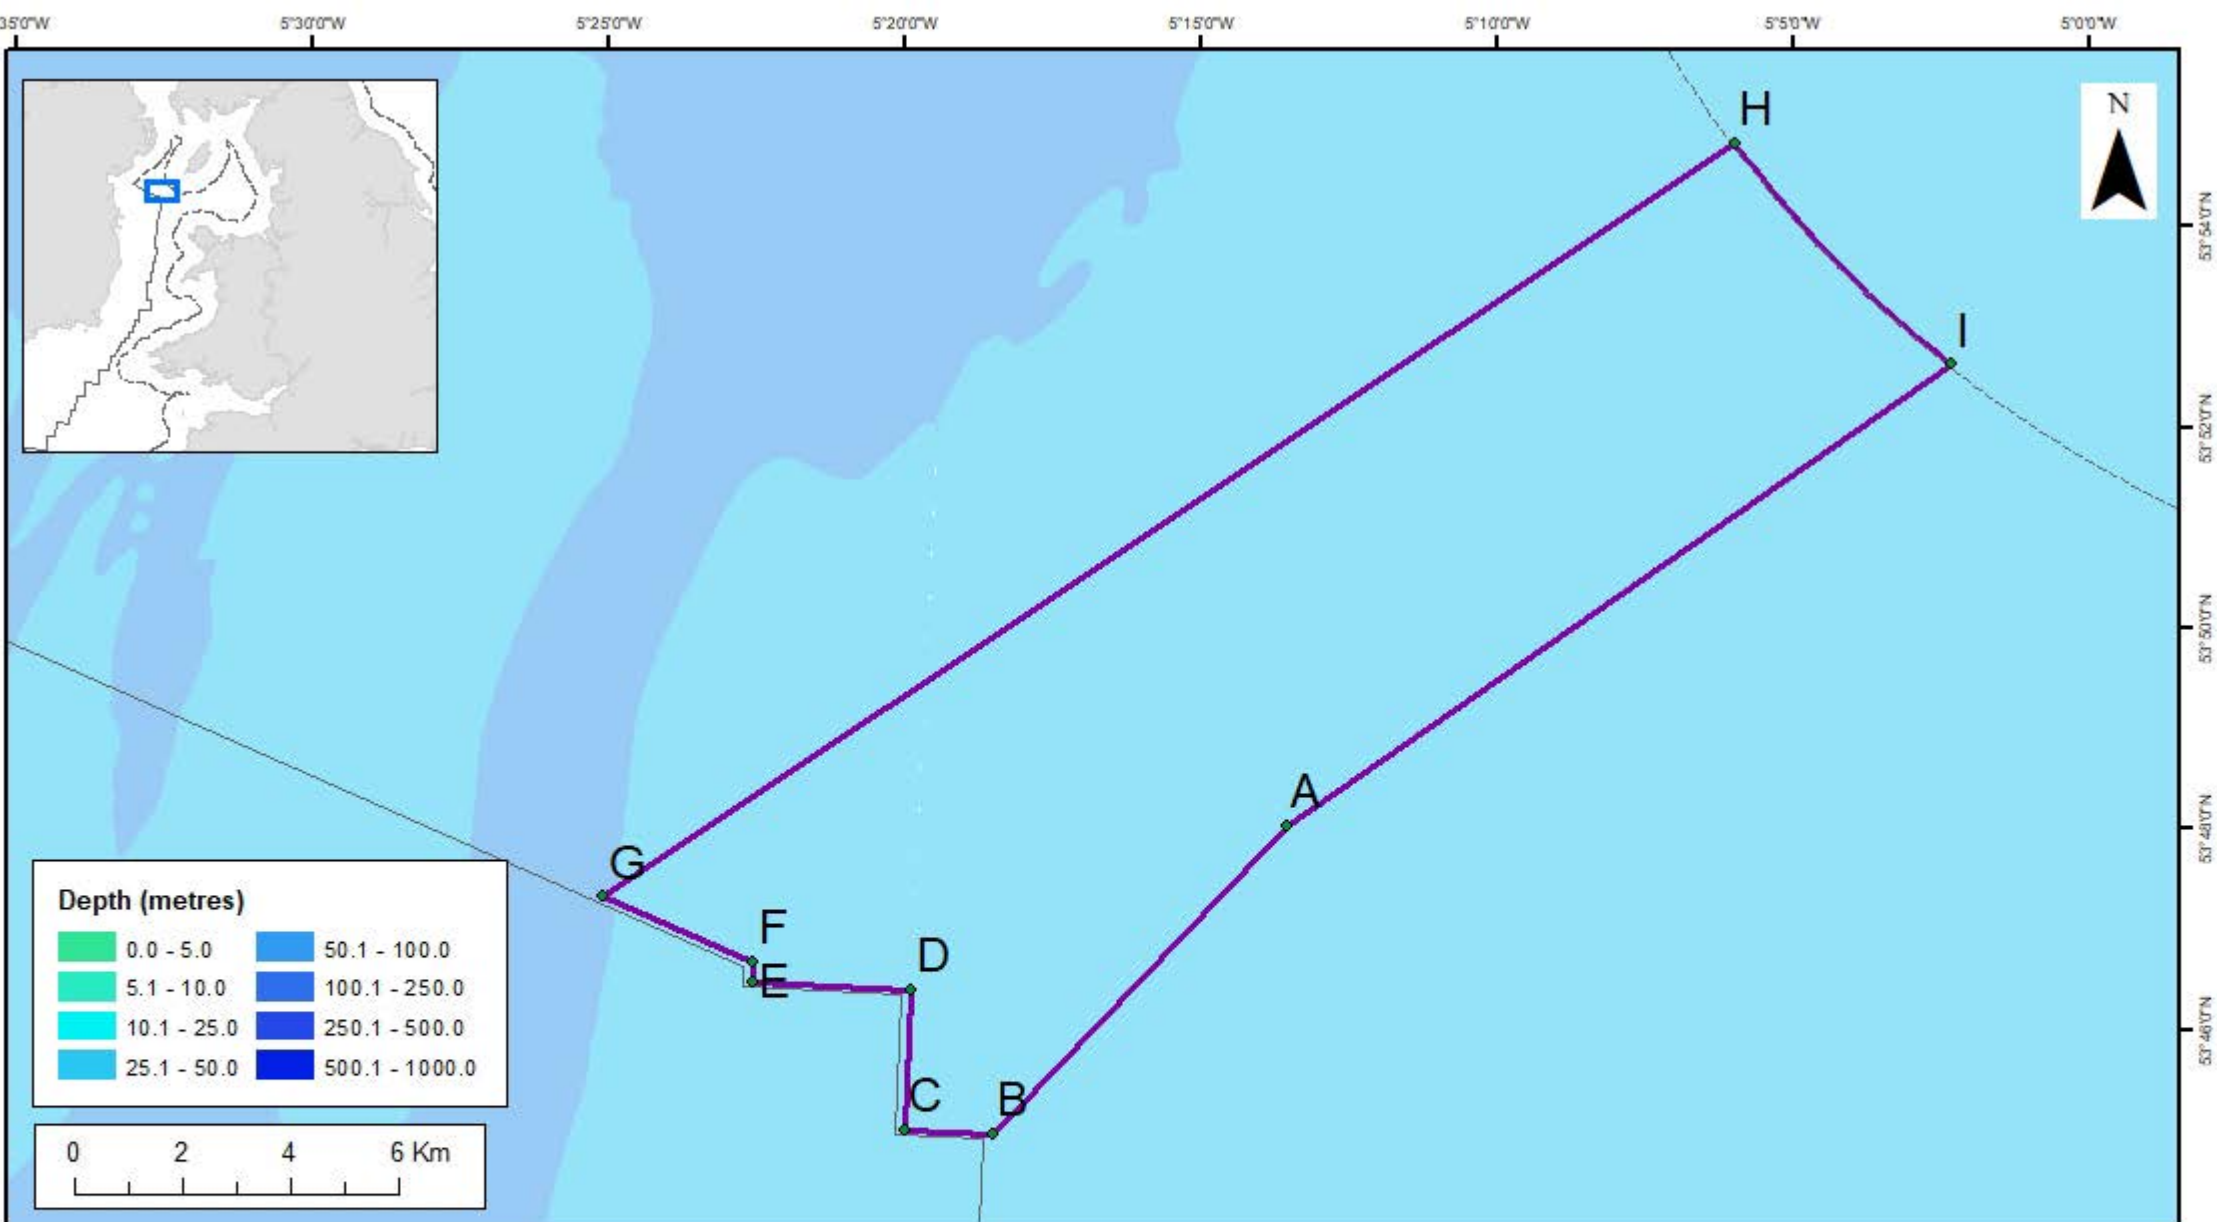 35'0"W 5°30'0"W 5°25'0"W 5°20'0"W 5°15'0"W 5°10'0"W 5°5'0"W 5°0'0"W
H
N
53°54'0"N
I
53°52'0"N
53°50'0"N
A
53°48'0"N
G
Depth (metres)
0.0 - 5.0 50.1 - 100.0
5.1 - 10.0 100.1 - 250.0
10.1 - 25.0 250.1 - 500.0
25.1 - 50.0 500.1 - 1000.0
F
D
E
53°46'0"N
C
B
0 2 4 6 Km